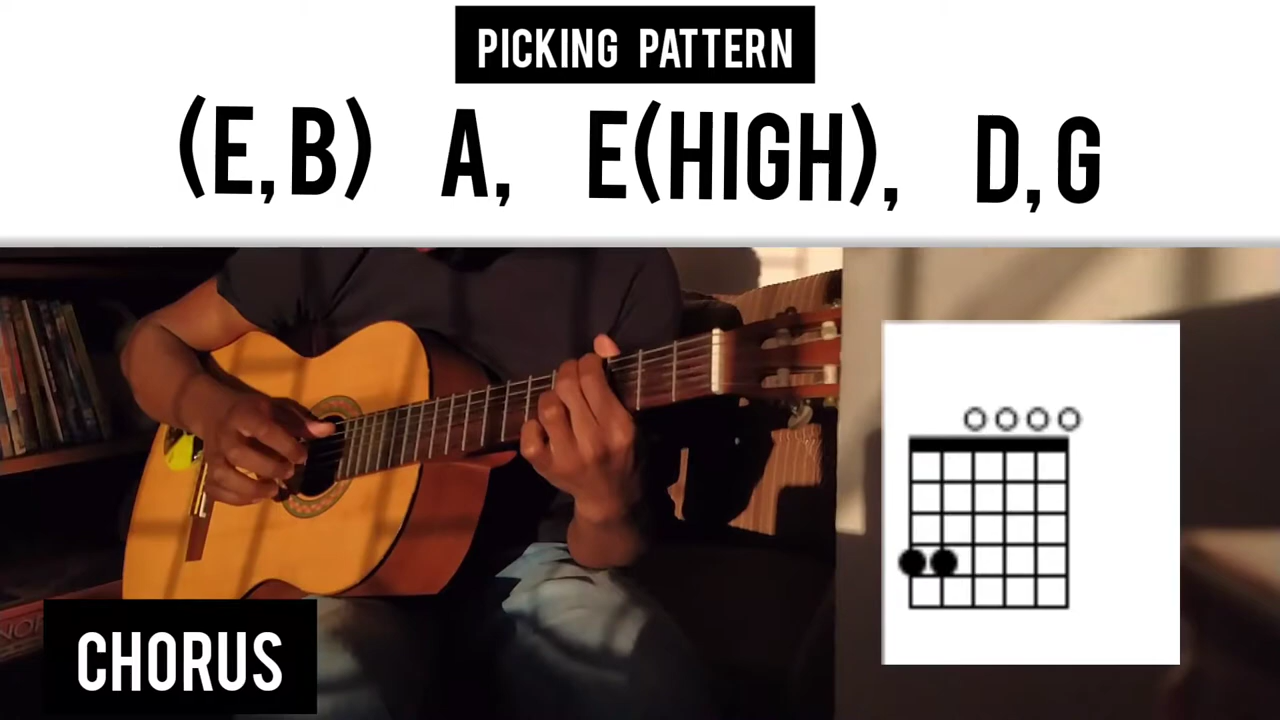 PICKING PATTERN
(E,B) A, E(HIGH), D,G
CHORUS